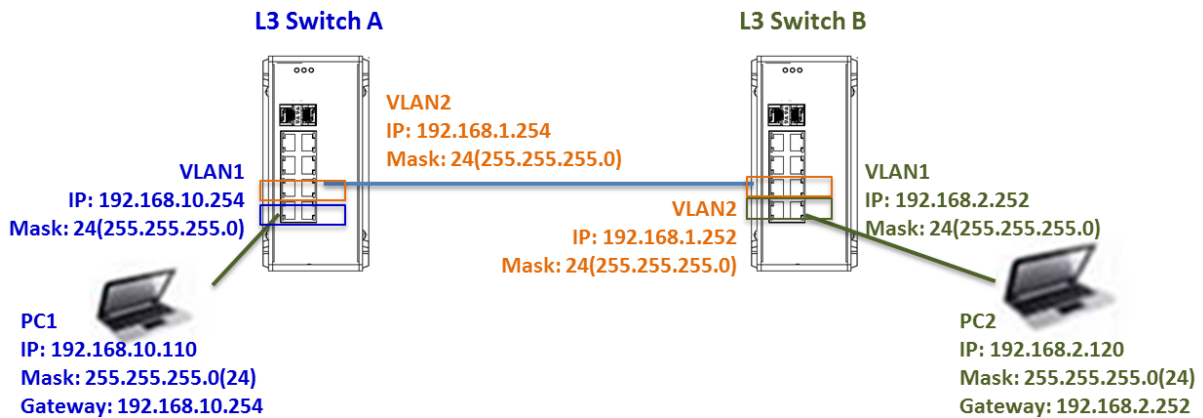 L3 Switch A
L3 Switch B
VLAN2
IP: 192.168.1.254
Mask: 24(255.255.255.0)
VLAN1
IP: 192.168.10.254
Mask: 24(255.255.255.0)
VLAN2
IP: 192.168.1.252
Mask: 24(255.255.255.0)
VLAN1
IP: 192.168.2.252
Mask: 24(255.255.255.0)
PC1
IP: 192.168.10.110
Mask: 255.255.255.0(24)
Gateway: 192.168.10.254
PC2
IP: 192.168.2.120
Mask: 255.255.255.0(24)
Gateway: 192.168.2.252